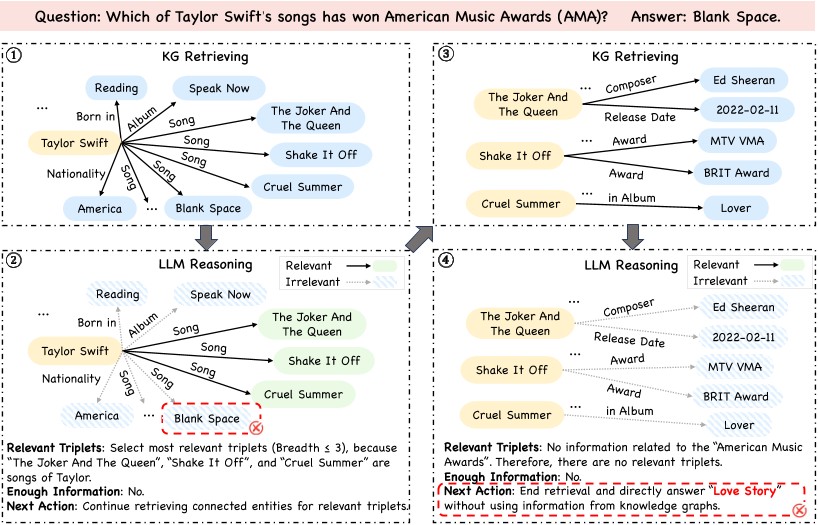 Question: Which of Taylor Swift's songs has won American Music Awards (AMA)?    Answer: Blank Space.
①
KG Retrieving
Reading
Speak Now
...
Born in
Album
Song
The Joker And
The Queen
Taylor Swift
Song
Shake It Off
Nationality
Song
Song
Song
Cruel Summer
America
...
Blank Space
②
LLM Reasoning
Relevant
Irrelevant
Reading
Speak Now
...
Born in
Album
Song
The Joker And
The Queen
Taylor Swift
Song
Shake It Off
Nationality
Song
Song
Song
Cruel Summer
America
...
Blank Space
Relevant Triplets: Select most relevant triplets (Breadth ≤ 3), because
"The Joker And The Queen", "Shake It Off", and "Cruel Summer" are
songs of Taylor.
Enough Information: No.
Next Action: Continue retrieving connected entities for relevant triplets.
③
KG Retrieving
The Joker And
The Queen
...
Composer
Ed Sheeran
Release Date
2022-02-11
Shake It Off
...
Award
MTV VMA
Award
BRIT Award
Cruel Summer
...
in Album
Lover
④
LLM Reasoning
Relevant
Irrelevant
The Joker And
The Queen
...
Composer
Ed Sheeran
Release Date
2022-02-11
Shake It Off
...
Award
MTV VMA
Award
BRIT Award
Cruel Summer
...
in Album
Lover
Relevant Triplets: No information related to the "American Music
Awards". Therefore, there are no relevant triplets.
Enough Information: No.
Next Action: End retrieval and directly answer "Love Story"
without using information from knowledge graphs.